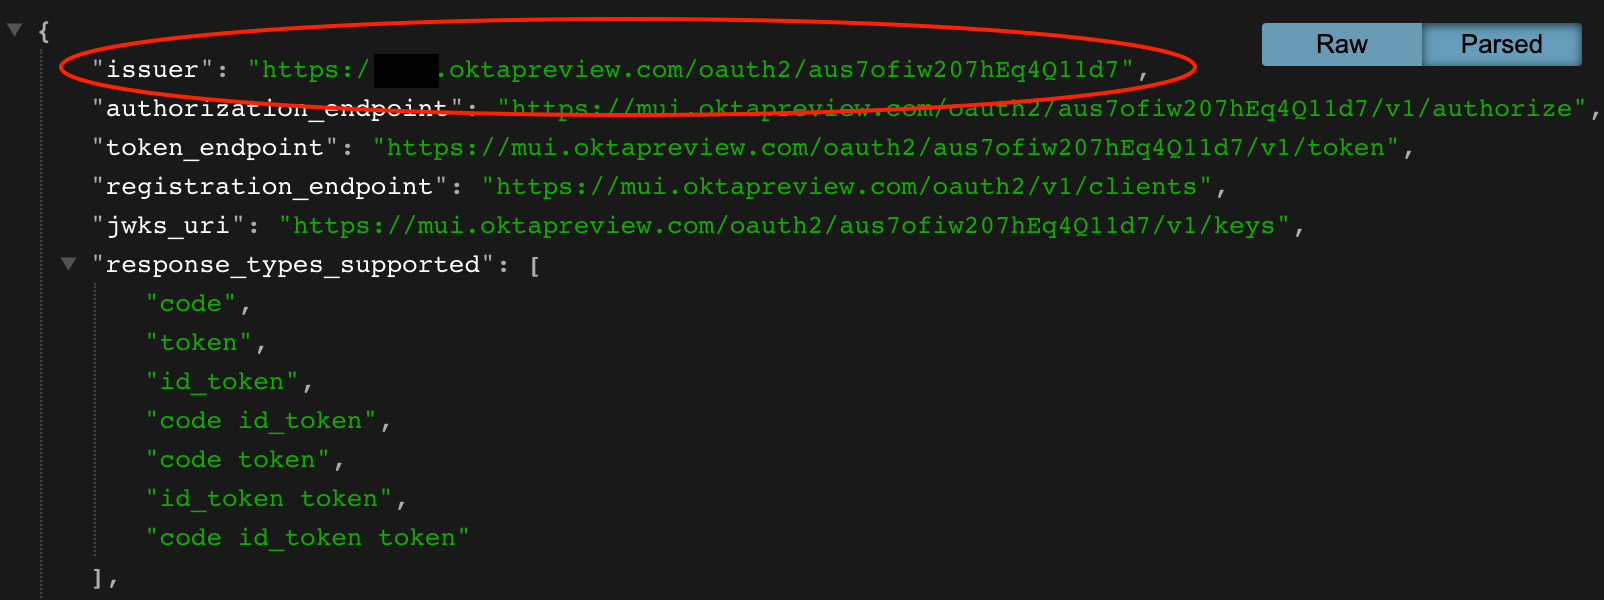 {
Raw Parsed
"issuer": "https:/ .oktapreview.com/oauth2/aus7ofiw207hEq4Q11d7",
"authorization_endpoint": "https://mui.oktapreview.com/oauth2/aus7ofiw207hEq4Q11d7/v1/authorize",
"token_endpoint": "https://mui.oktapreview.com/oauth2/aus7ofiw207hEq4Q11d7/v1/token",
"registration_endpoint": "https://mui.oktapreview.com/oauth2/v1/clients",
"jwks_uri": "https://mui.oktapreview.com/oauth2/aus7ofiw207hEq4Q11d7/v1/keys",
"response_types_supported": [
"code",
"token",
"id_token",
"code id_token",
"code token",
"id_token token",
"code id_token token"
],